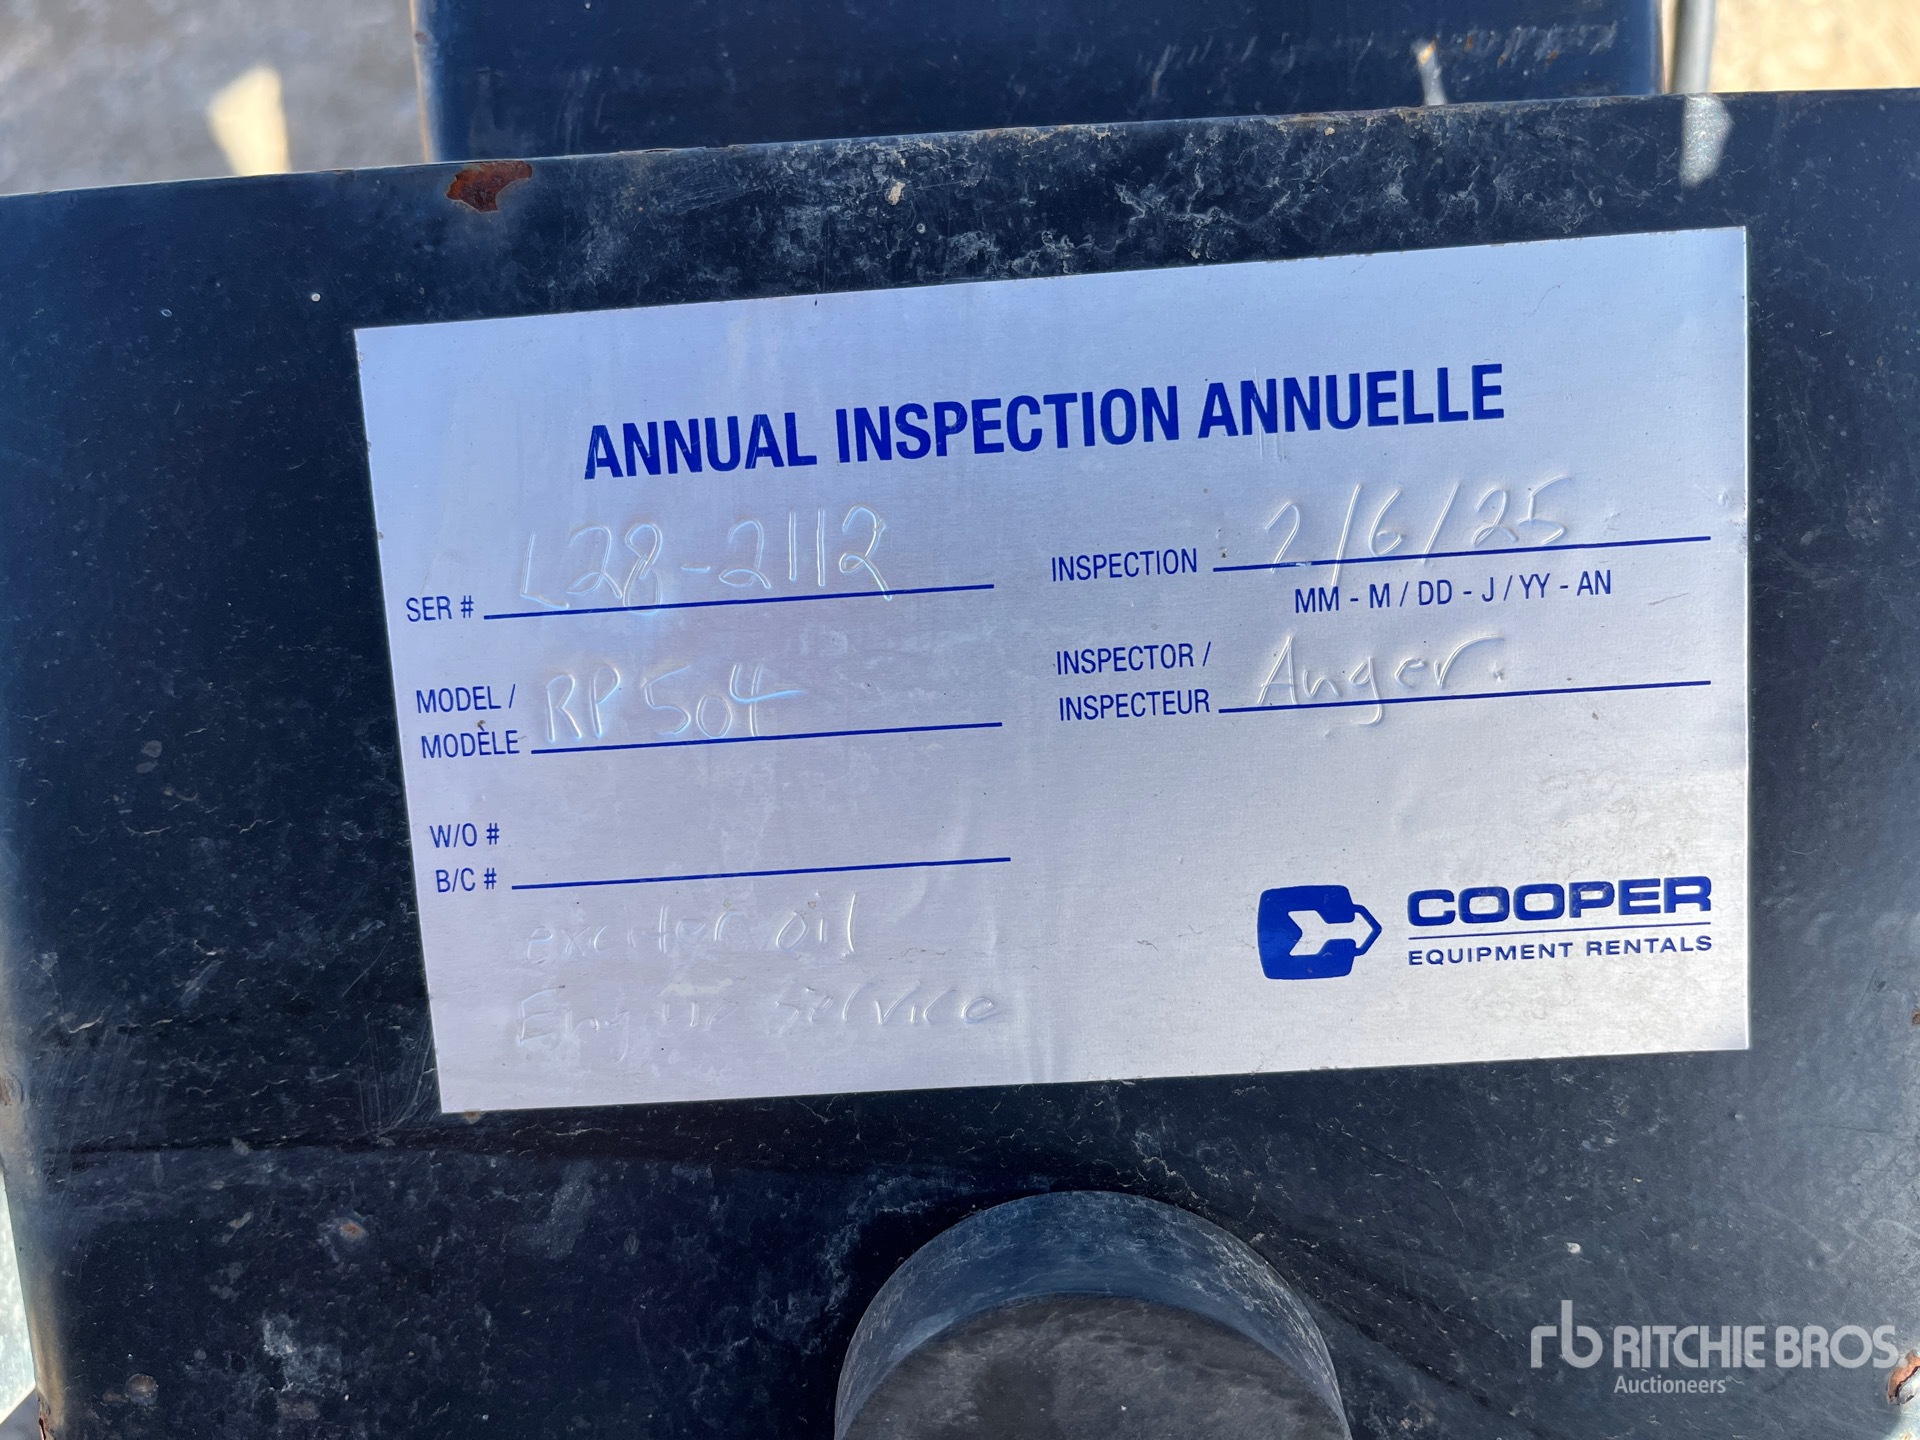 ANNUAL INSPECTION ANNUELLE
SER # L28-2112
MODEL /
MODÈLE RP504
W/O #
B/C #
exciter oil
Engine service
INSPECTION 2/6/25
MM - M / DD - J / YY - AN
INSPECTOR /
INSPECTEUR Anger.
COOPER
EQUIPMENT RENTALS
rb RITCHIE BROS.
Auctioneers